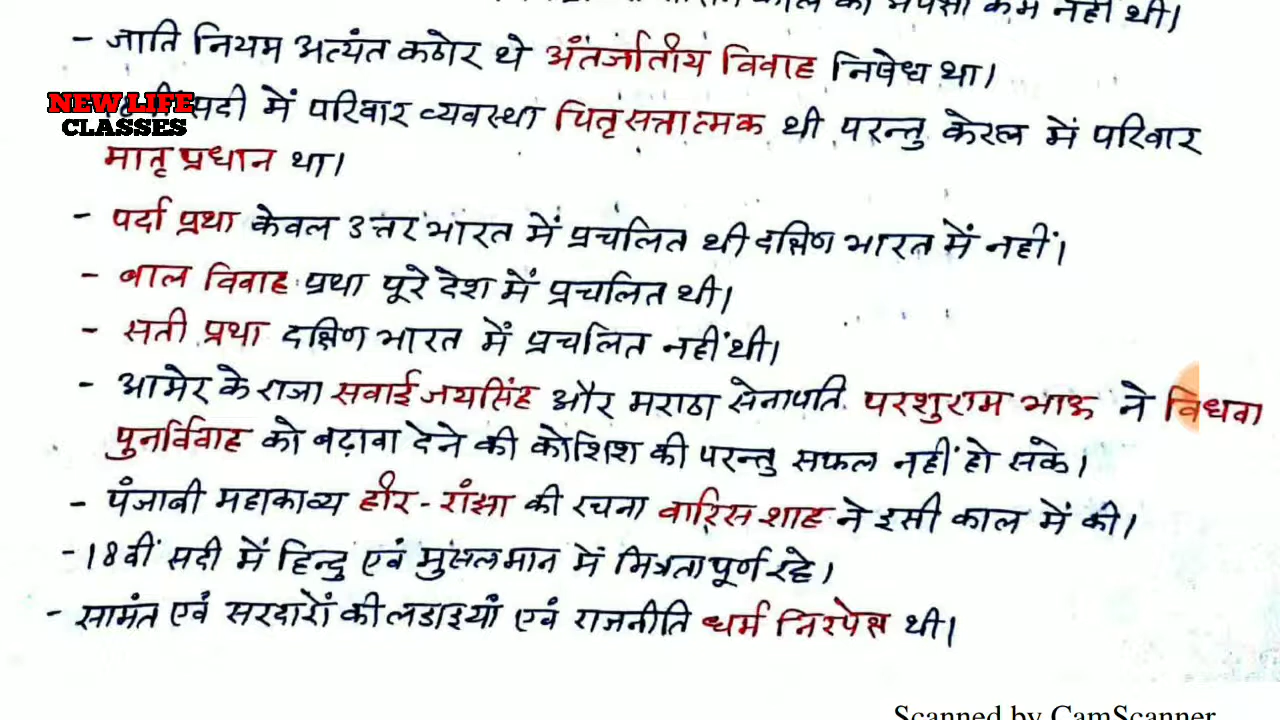 की अपेक्षा कम नहीं थी।
- जाति नियम अत्यंत कठोर थे अंतर्जातीय विवाह निषेध था।
NEW LIFE
CLASSES
सदी में परिवार व्यवस्था पितृसत्तात्मक थी परन्तु केरल में परिवार
मातृ प्रधान था।
- पर्दा प्रथा केवल उत्तर भारत में प्रचलित थी दक्षिण भारत में नहीं।
- बाल विवाह प्रथा पूरे देश में प्रचलित थी।
- सती प्रथा दक्षिण भारत में प्रचलित नहीं थी।
- आमेर के राजा सवाई जयसिंह और मराठा सेनापति परशुराम भाऊ ने विधवा
पुनर्विवाह को बढ़ावा देने की कोशिश की परन्तु सफल नहीं हो सके।
- पंजाबी महाकाव्य हीर-रांझा की रचना वारिस शाह ने इसी काल में की।
- 18वीं सदी में हिन्दु एवं मुसलमान में मित्रतापूर्ण रहे।
- सामंत एवं सरदारों की लडाइयाँ एवं राजनीति धर्म निरपेक्ष थी।
Scanned by CamScanner